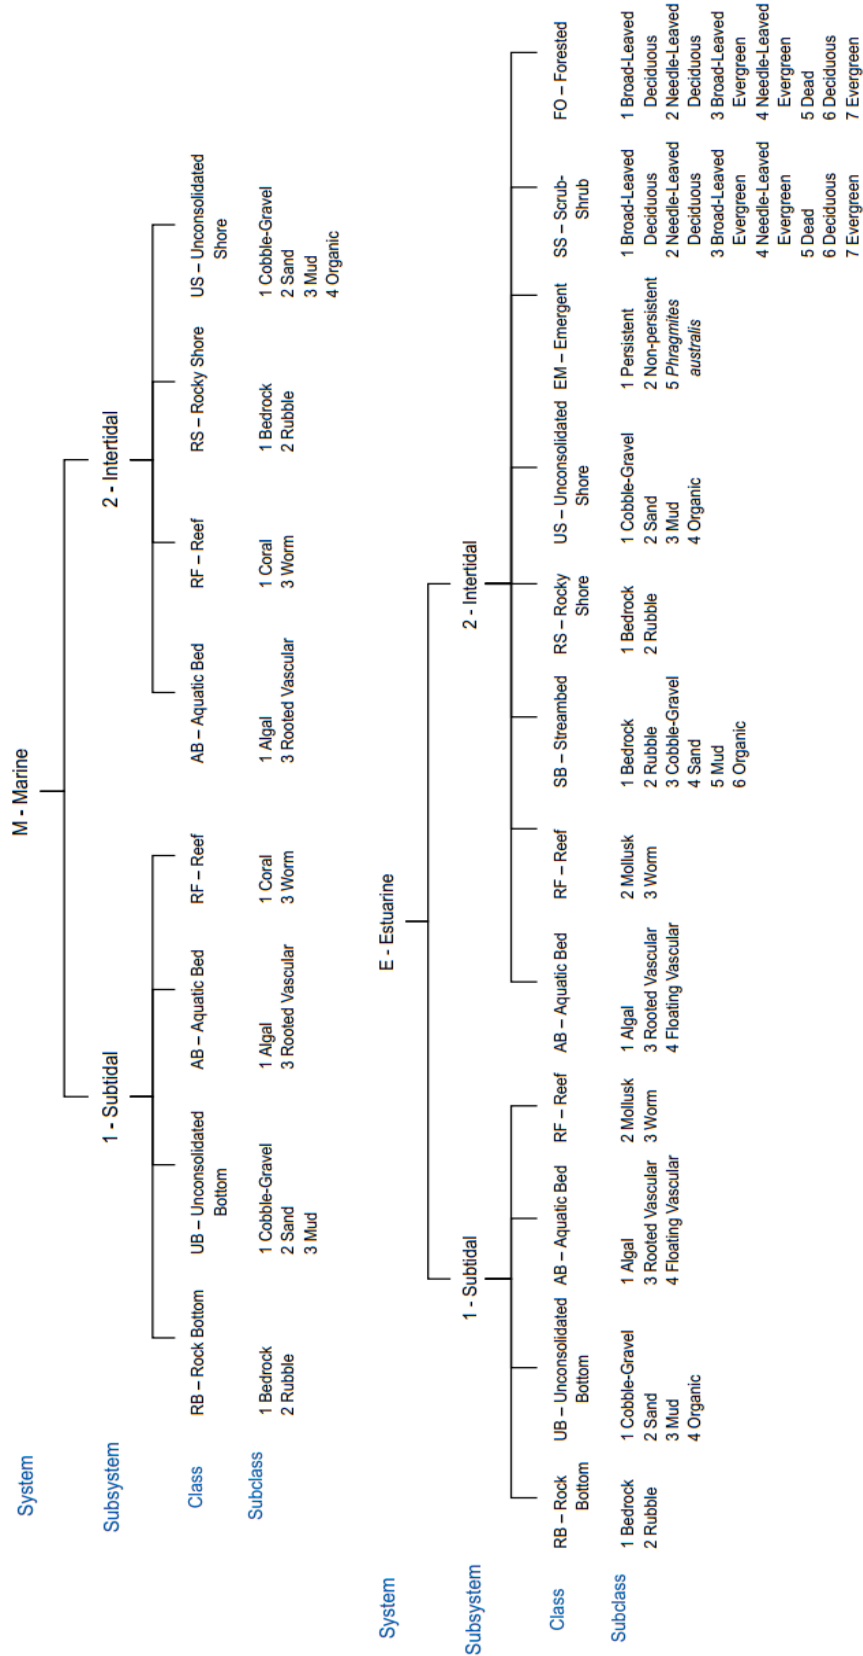 System
M - Marine
Subsystem
1 - Subtidal
2 - Intertidal
Class
RB – Rock Bottom
UB – Unconsolidated
Bottom
AB – Aquatic Bed
RF – Reef
AB – Aquatic Bed
RF – Reef
RS – Rocky Shore
US – Unconsolidated
Shore
Subclass
1 Bedrock
2 Rubble
1 Cobble-Gravel
2 Sand
3 Mud
1 Algal
3 Rooted Vascular
1 Coral
3 Worm
1 Algal
3 Rooted Vascular
1 Coral
3 Worm
1 Bedrock
2 Rubble
1 Cobble-Gravel
2 Sand
3 Mud
4 Organic
System
E - Estuarine
Subsystem
1 - Subtidal
2 - Intertidal
Class
RB – Rock
Bottom
UB – Unconsolidated
Bottom
AB – Aquatic Bed
RF – Reef
AB – Aquatic Bed
RF – Reef
SB – Streambed
RS – Rocky
Shore
US – Unconsolidated
Shore
EM – Emergent
SS – Scrub-
Shrub
FO – Forested
Subclass
1 Bedrock
2 Rubble
1 Cobble-Gravel
2 Sand
3 Mud
4 Organic
1 Algal
3 Rooted Vascular
4 Floating Vascular
2 Mollusk
3 Worm
1 Algal
3 Rooted Vascular
4 Floating Vascular
2 Mollusk
3 Worm
1 Bedrock
2 Rubble
3 Cobble-Gravel
4 Sand
5 Mud
6 Organic
1 Bedrock
2 Rubble
1 Cobble-Gravel
2 Sand
3 Mud
4 Organic
1 Persistent
2 Non-persistent
5 Phragmites
australis
1 Broad-Leaved
Deciduous
2 Needle-Leaved
Deciduous
3 Broad-Leaved
Evergreen
4 Needle-Leaved
Evergreen
5 Dead
6 Deciduous
7 Evergreen
1 Broad-Leaved
Deciduous
2 Needle-Leaved
Deciduous
3 Broad-Leaved
Evergreen
4 Needle-Leaved
Evergreen
5 Dead
6 Deciduous
7 Evergreen